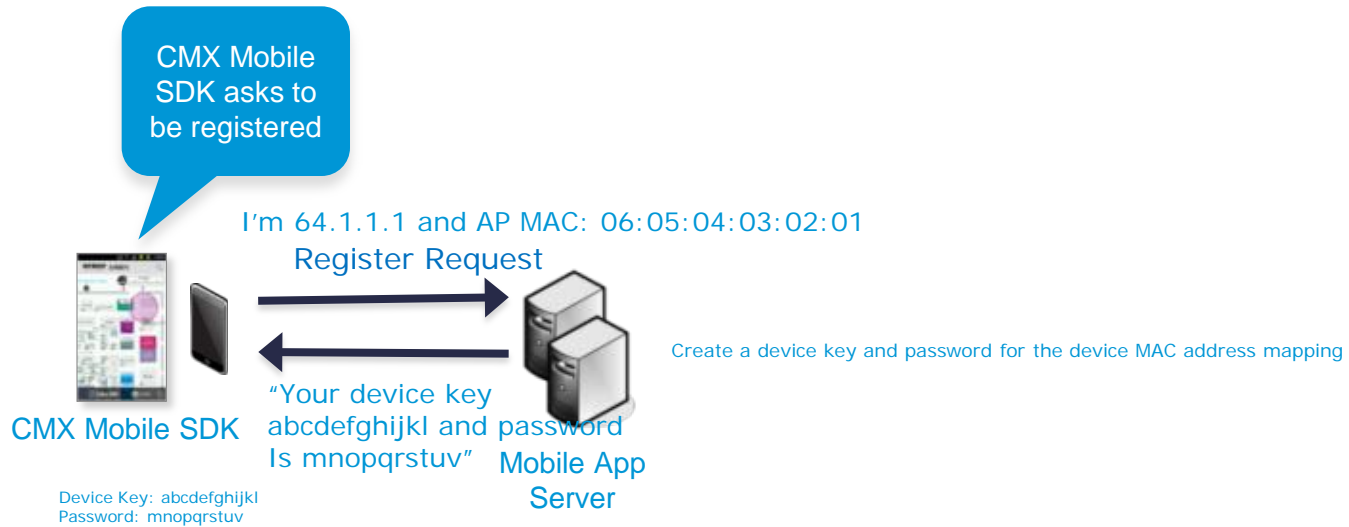 CMX Mobile
SDK asks to
be registered
I'm 64.1.1.1 and AP MAC: 06:05:04:03:02:01
Register Request
Create a device key and password for the device MAC address mapping
"Your device key
abcdefghijkl and password
Is mnopqrstuv"
CMX Mobile SDK
Mobile App
Server
Device Key: abcdefghijkl
Password: mnopqrstuv